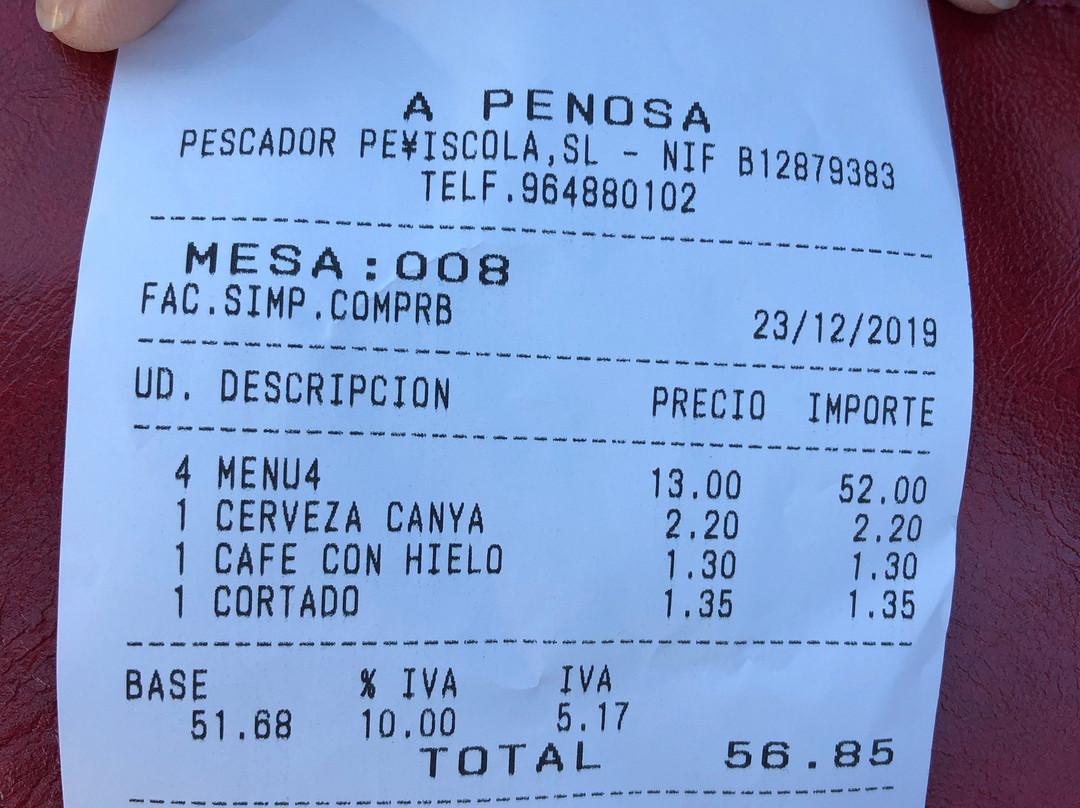 A PENOSA
PESCADOR PE¥ISCOLA,SL - NIF B12879383
TELF.964880102
MESA:008
FAC.SIMP.COMPRB 23/12/2019
UD. DESCRIPCION PRECIO IMPORTE
4 MENU4 13.00 52.00
1 CERVEZA CANYA 2.20 2.20
1 CAFE CON HIELO 1.30 1.30
1 CORTADO 1.35 1.35
BASE % IVA IVA
51.68 10.00 5.17
TOTAL 56.85